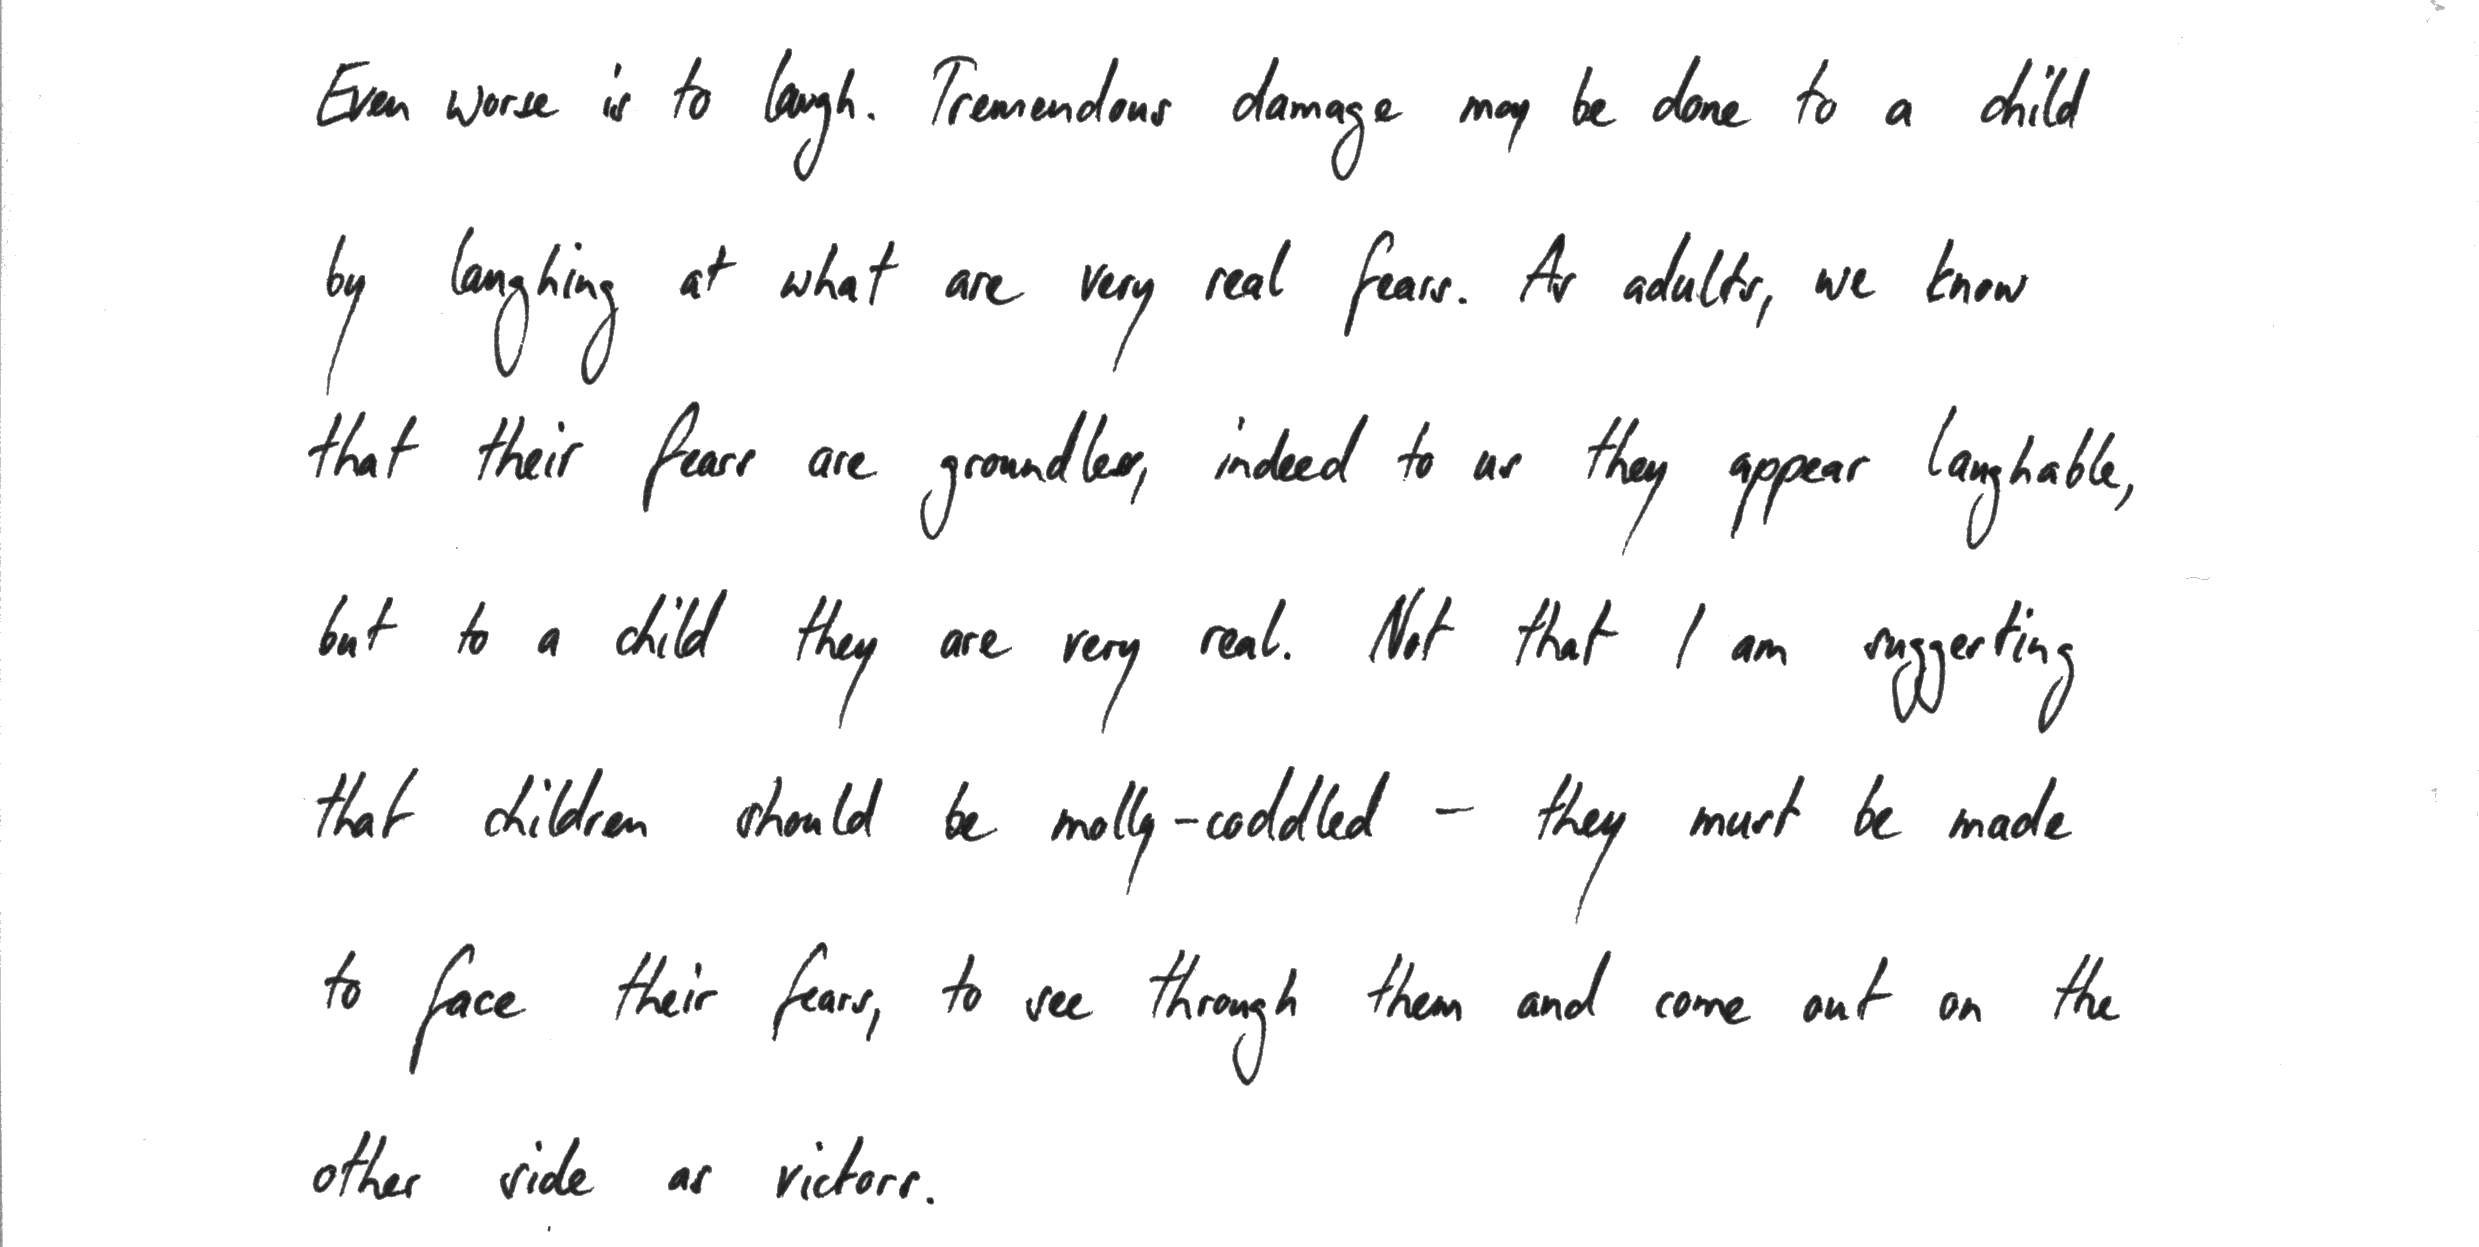 Even worse is to laugh. Tremendous damage may be done to a child
by laughing at what are very real fears. As adults, we know
that their fears are groundless, indeed to us they appear laughable,
but to a child they are very real. Not that I am suggesting
that children should be molly-coddled - they must be made
to face their fears, to see through them and come out on the
other side as victors.